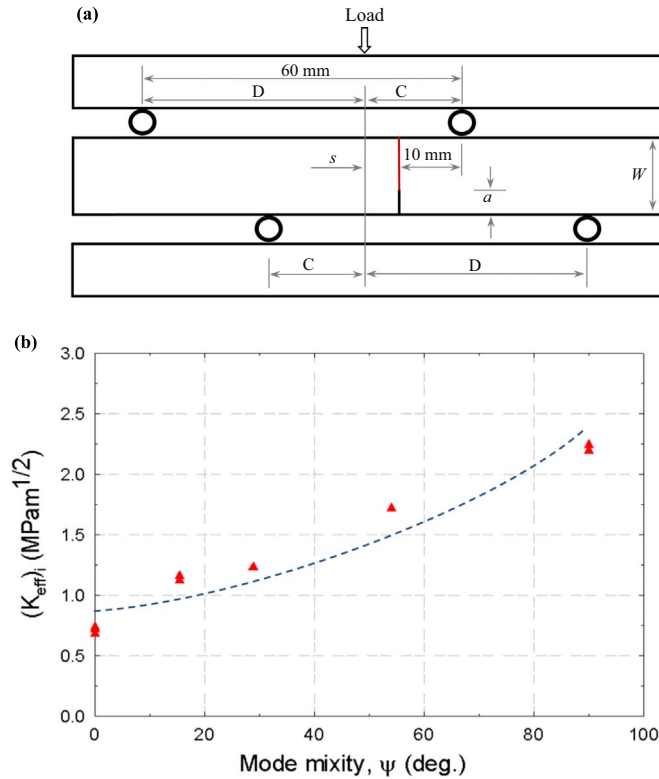 (a)
Load
60 mm
D C
s 10 mm a W
C D
(b)
3.0
2.5
2.0
1.5
1.0
0.5
0.0
(Keff)i (MPam1/2)
0 20 40 60 80 100
Mode mixity, ψ (deg.)